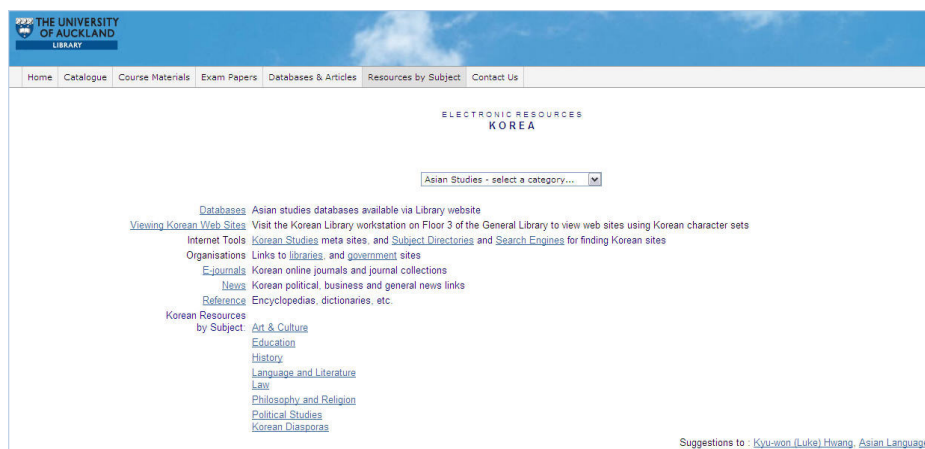 THE UNIVERSITY
OF AUCKLAND
LIBRARY
Home Catalogue Course Materials Exam Papers Databases & Articles Resources by Subject Contact Us
ELECTRONIC RESOURCES
KOREA
Asian Studies - select a category...
Databases Asian studies databases available via Library website
Viewing Korean Web Sites Visit the Korean Library workstation on Floor 3 of the General Library to view web sites using Korean character sets
Internet Tools Korean Studies meta sites, and Subject Directories and Search Engines for finding Korean sites
Organisations Links to libraries, and government sites
E-journals Korean online journals and journal collections
News Korean political, business and general news links
Reference Encyclopedias, dictionaries, etc.
Korean Resources
by Subject: Art & Culture
Education
History
Language and Literature
Law
Philosophy and Religion
Political Studies
Korean Diasporas
Suggestions to : Kyu-won (Luke) Hwang, Asian Language